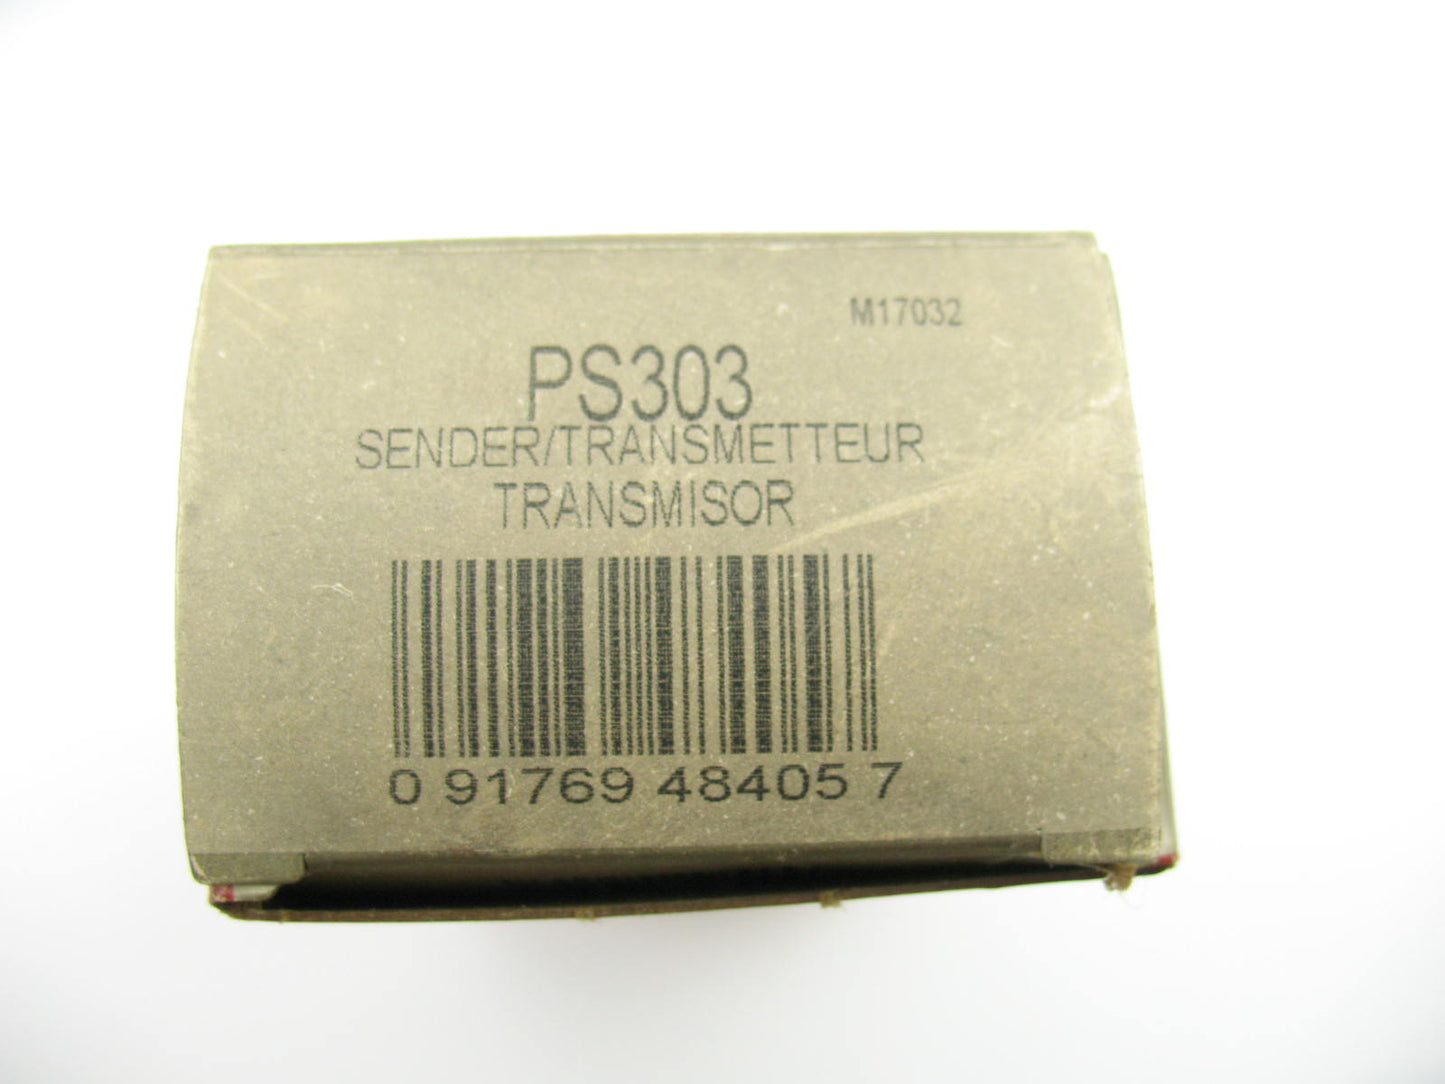 M17032
PS303
SENDER/TRANSMETTEUR
TRANSMISOR
0 91769 48405 7